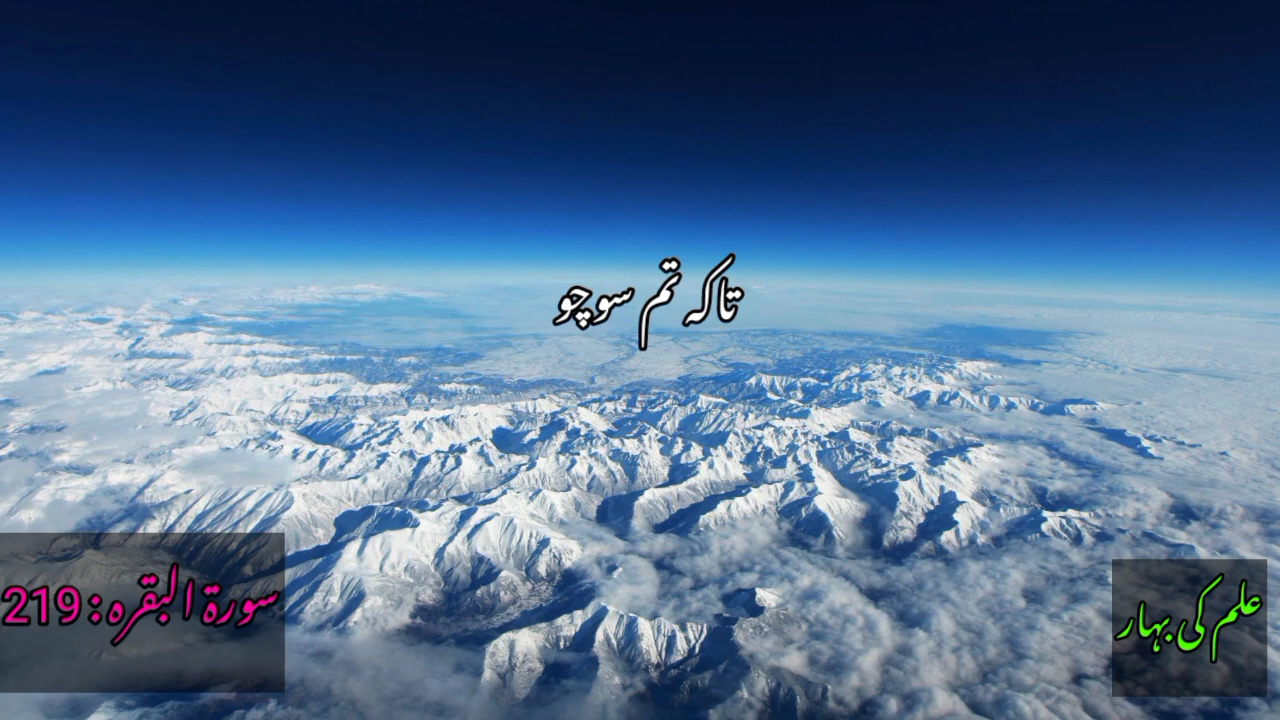 تاکہ تم سوچو
سورۃ البقرہ: 219
علم کی بہار